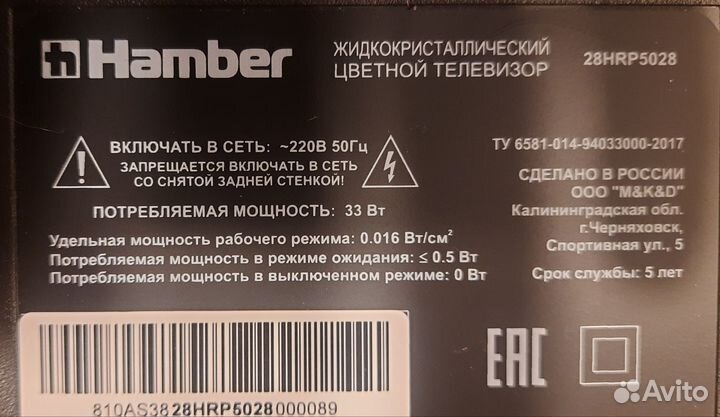 Hamber
ЖИДКОКРИСТАЛЛИЧЕСКИЙ
ЦВЕТНОЙ ТЕЛЕВИЗОР
28HRP5028
ВКЛЮЧАТЬ В СЕТЬ: ~220В 50Гц
ЗАПРЕЩАЕТСЯ ВКЛЮЧАТЬ В СЕТЬ
СО СНЯТОЙ ЗАДНЕЙ СТЕНКОЙ!
ПОТРЕБЛЯЕМАЯ МОЩНОСТЬ: 33 Вт
Удельная мощность рабочего режима: 0.016 Вт/см²
Потребляемая мощность в режиме ожидания: ≤ 0.5 Вт
Потребляемая мощность в выключенном режиме: 0 Вт
ТУ 6581-014-94033000-2017
СДЕЛАНО В РОССИИ
ООО "M&K&D"
Калининградская обл.
г.Черняховск,
Спортивная ул., 5
Срок службы: 5 лет
810AS3828HRP5028000089
EAC
Avito